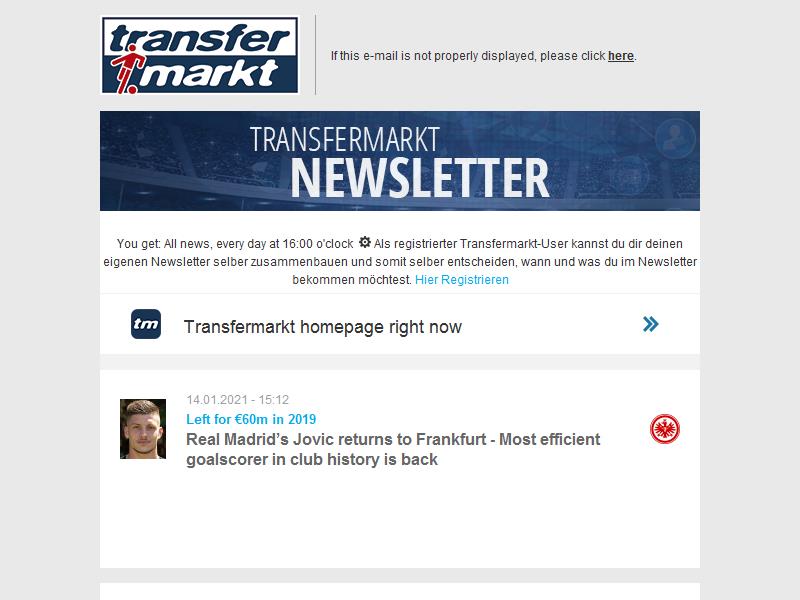 transfer
markt
If this e-mail is not properly displayed, please click here.
TRANSFERMARKT
NEWSLETTER
You get: All news, every day at 16:00 o'clock Als registrierter Transfermarkt-User kannst du dir deinen
eigenen Newsletter selber zusammenbauen und somit selber entscheiden, wann und was du im Newsletter
bekommen möchtest. Hier Registrieren
tm
Transfermarkt homepage right now
14.01.2021 - 15:12
Left for €60m in 2019
Real Madrid’s Jovic returns to Frankfurt - Most efficient
goalscorer in club history is back